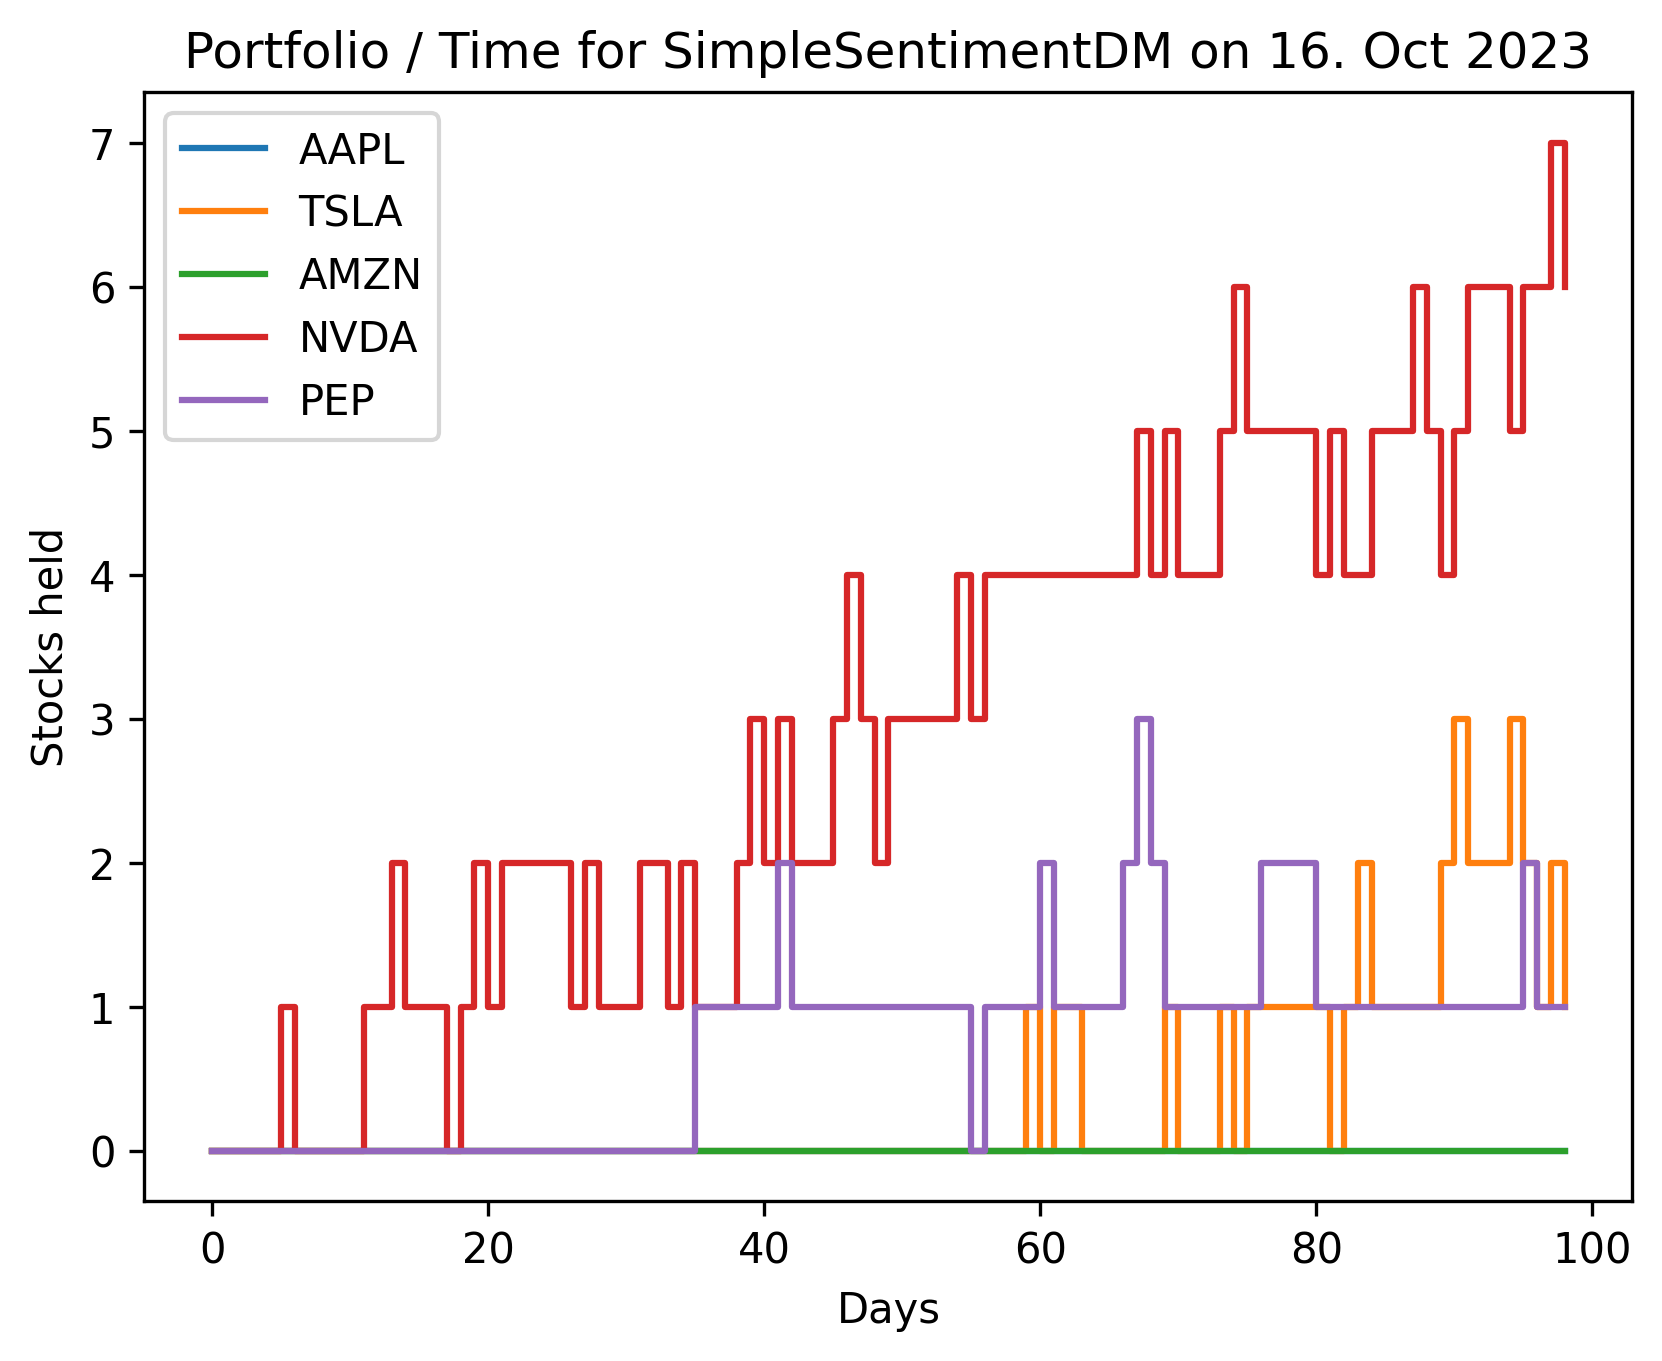 Portfolio / Time for SimpleSentimentDM on 16. Oct 2023
AAPL
TSLA
AMZN
NVDA
PEP
7
6
5
4
3
2
1
0
Stocks held
0 20 40 60 80 100
Days